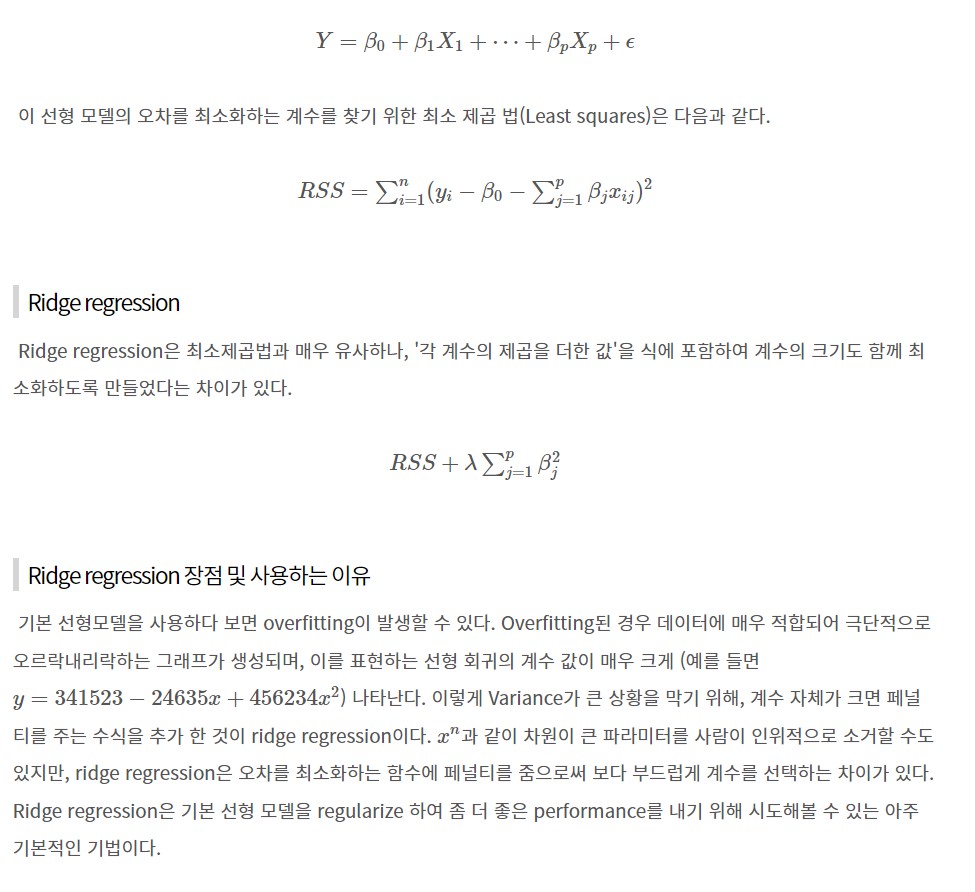 Y = β₀ + β₁X₁ + ⋯ + βₚXₚ + ϵ
이 선형 모델의 오차를 최소화하는 계수를 찾기 위한 최소 제곱 법(Least squares)은 다음과 같다.
RSS = ∑ⁿᵢ₌₁(yᵢ − β₀ − ∑ᵖⱼ₌₁ βⱼxᵢⱼ)²
Ridge regression
Ridge regression은 최소제곱법과 매우 유사하나, '각 계수의 제곱을 더한 값'을 식에 포함하여 계수의 크기도 함께 최
소화하도록 만들었다는 차이가 있다.
RSS + λ ∑ᵖⱼ₌₁ βⱼ²
Ridge regression 장점 및 사용하는 이유
기본 선형모델을 사용하다 보면 overfitting이 발생할 수 있다. Overfitting된 경우 데이터에 매우 적합되어 극단적으로
오르락내리락하는 그래프가 생성되며, 이를 표현하는 선형 회귀의 계수 값이 매우 크게 (예를 들면
y = 341523 − 24635x + 456234x²) 나타난다. 이렇게 Variance가 큰 상황을 막기 위해, 계수 자체가 크면 페널
티를 주는 수식을 추가 한 것이 ridge regression이다. xⁿ과 같이 차원이 큰 파라미터를 사람이 인위적으로 소거할 수도
있지만, ridge regression은 오차를 최소화하는 함수에 페널티를 줌으로써 보다 부드럽게 계수를 선택하는 차이가 있다.
Ridge regression은 기본 선형 모델을 regularize 하여 좀 더 좋은 performance를 내기 위해 시도해볼 수 있는 아주
기본적인 기법이다.